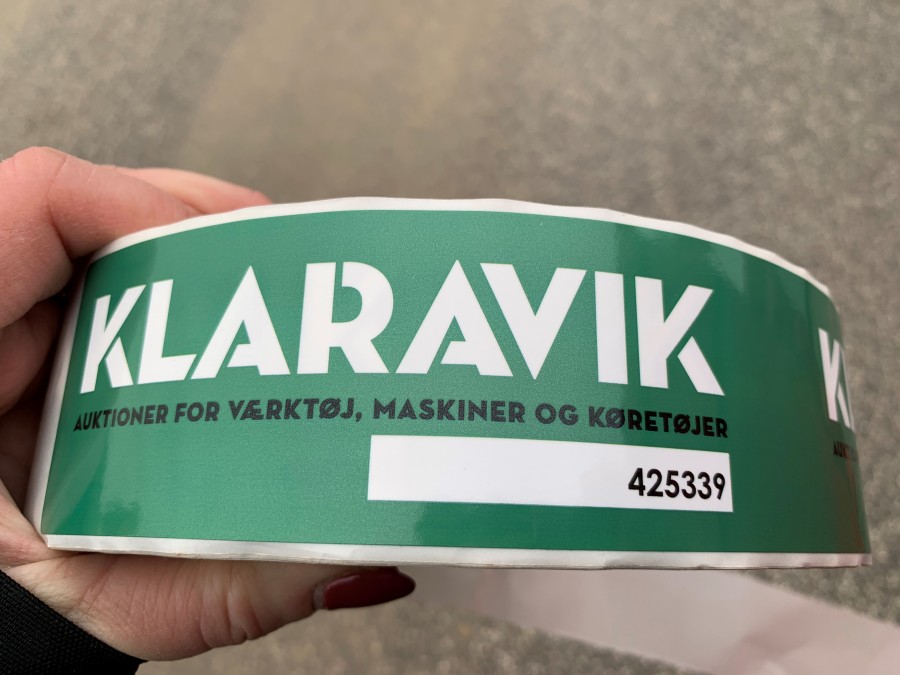 KLARAVIK
AUKTIONER FOR VÆRKTØJ, MASKINER OG KØRETØJER
425339